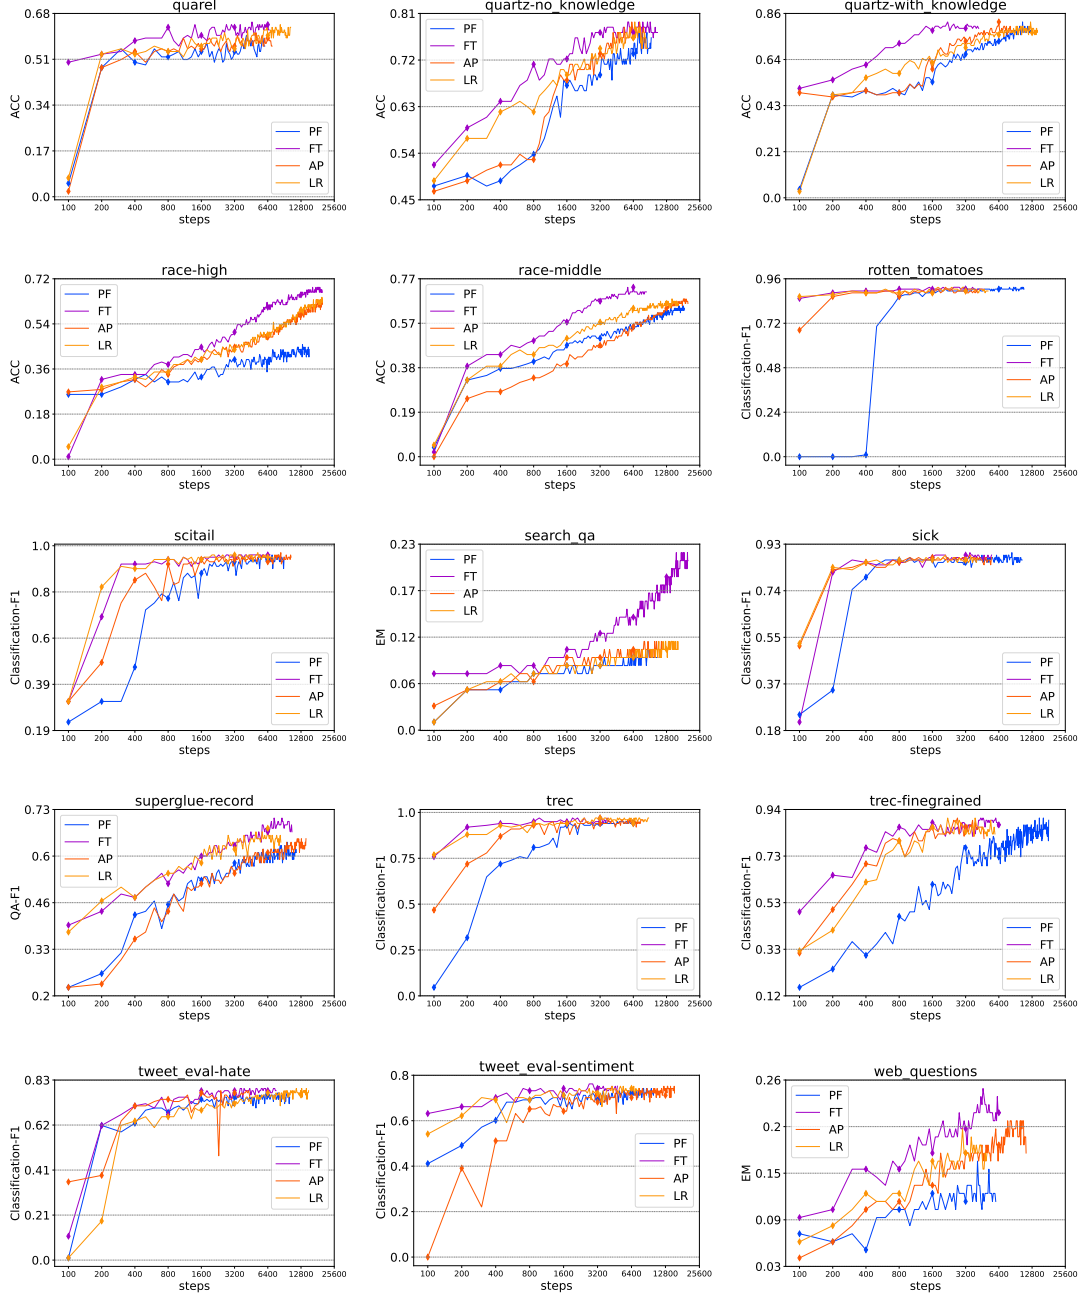 quarel
0.68
0.51
0.34
0.17
0.0
ACC
PF
FT
AP
LR
100 200 400 800 1600 3200 6400 12800 25600
steps
quartz-no_knowledge
0.81
0.72
0.63
0.54
0.45
ACC
PF
FT
AP
LR
100 200 400 800 1600 3200 6400 12800 25600
steps
quartz-with_knowledge
0.86
0.64
0.43
0.21
0.0
ACC
PF
FT
AP
LR
100 200 400 800 1600 3200 6400 12800 25600
steps
race-high
0.72
0.54
0.36
0.18
0.0
ACC
PF
FT
AP
LR
100 200 400 800 1600 3200 6400 12800 25600
steps
race-middle
0.77
0.57
0.38
0.19
0.0
ACC
PF
FT
AP
LR
100 200 400 800 1600 3200 6400 12800 25600
steps
rotten_tomatoes
0.96
0.72
0.48
0.24
0.0
Classification-F1
PF
FT
AP
LR
100 200 400 800 1600 3200 6400 12800 25600
steps
scitail
1.0
0.8
0.6
0.39
0.19
Classification-F1
PF
FT
AP
LR
100 200 400 800 1600 3200 6400 12800 25600
steps
search_qa
0.23
0.17
0.12
0.06
0.0
EM
PF
FT
AP
LR
100 200 400 800 1600 3200 6400 12800 25600
steps
sick
0.93
0.74
0.55
0.37
0.18
Classification-F1
PF
FT
AP
LR
100 200 400 800 1600 3200 6400 12800 25600
steps
superglue-record
0.73
0.6
0.46
0.33
0.2
QA-F1
PF
FT
AP
LR
100 200 400 800 1600 3200 6400 12800 25600
steps
trec
1.0
0.75
0.5
0.25
0.0
Classification-F1
PF
FT
AP
LR
100 200 400 800 1600 3200 6400 12800 25600
steps
trec-finegrained
0.94
0.73
0.53
0.33
0.12
Classification-F1
PF
FT
AP
LR
100 200 400 800 1600 3200 6400 12800 25600
steps
tweet_eval-hate
0.83
0.62
0.41
0.21
0.0
Classification-F1
PF
FT
AP
LR
100 200 400 800 1600 3200 6400 12800 25600
steps
tweet_eval-sentiment
0.8
0.6
0.4
0.2
0.0
Classification-F1
PF
FT
AP
LR
100 200 400 800 1600 3200 6400 12800 25600
steps
web_questions
0.26
0.2
0.15
0.09
0.03
EM
PF
FT
AP
LR
100 200 400 800 1600 3200 6400 12800 25600
steps